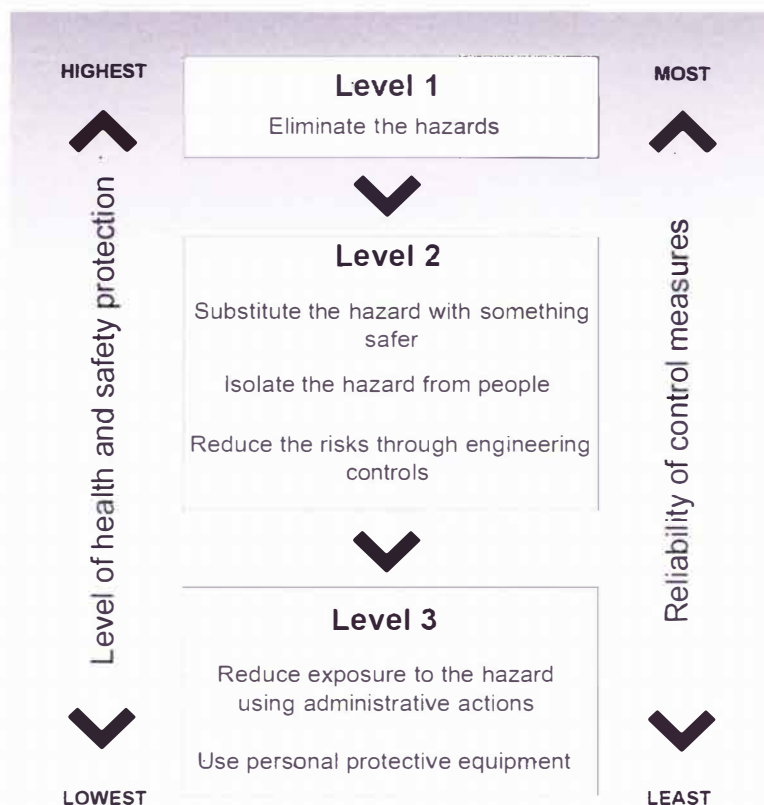 HIGHEST
MOST
Level 1
Eliminate the hazards
Level of health and safety protection
Level 2
Substitute the hazard with something
safer
Isolate the hazard from people
Reduce the risks through engineering
controls
Reliability of control measures
Level 3
Reduce exposure to the hazard
using administrative actions
Use personal protective equipment
LOWEST
LEAST